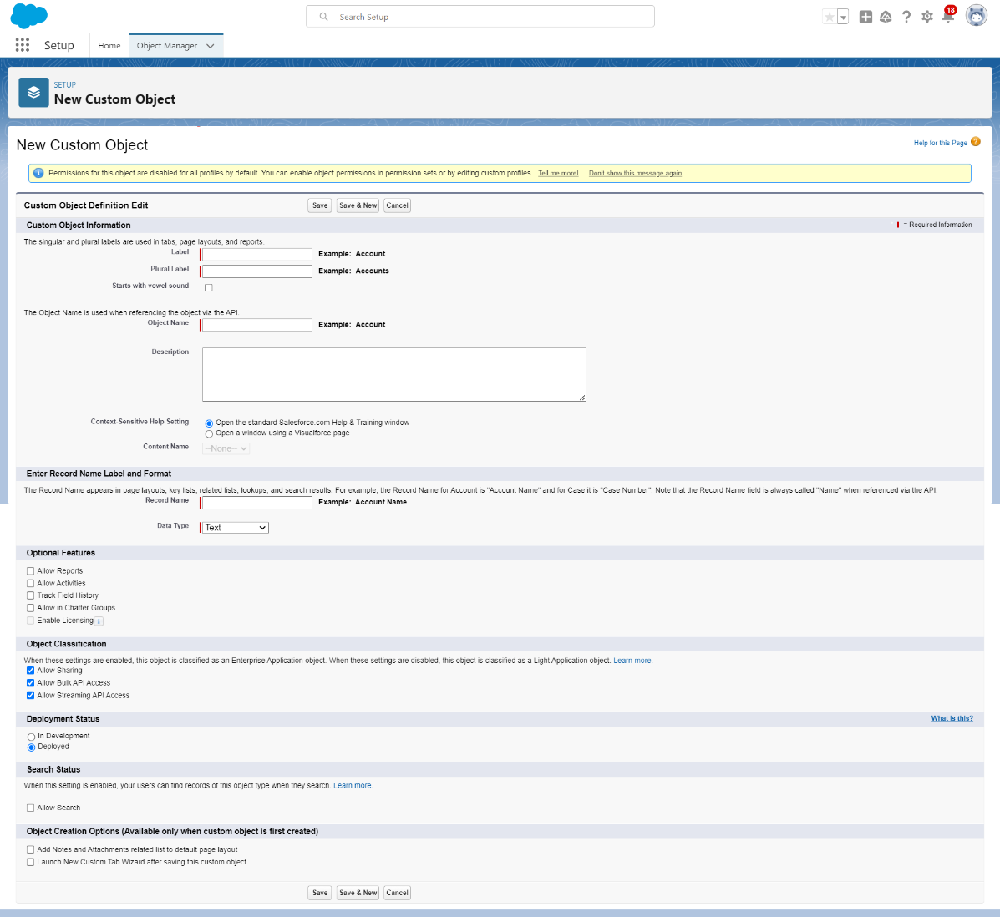 Search Setup
18
Setup
Home
Object Manager
SETUP
New Custom Object
New Custom Object
Help for this Page ?
i Permissions for this object are disabled for all profiles by default. You can enable object permissions in permission sets or by editing custom profiles. Tell me more! Don't show this message again
Custom Object Definition Edit Save Save & New Cancel
Custom Object Information = Required Information
The singular and plural labels are used in tabs, page layouts, and reports.
Label Example: Account
Plural Label Example: Accounts
Starts with vowel sound
The Object Name is used when referencing the object via the API.
Object Name Example: Account
Description
Context-Sensitive Help Setting Open the standard Salesforce.com Help & Training window
Open a window using a Visualforce page
Content Name --None--
Enter Record Name Label and Format
The Record Name appears in page layouts, key lists, related lists, lookups, and search results. For example, the Record Name for Account is "Account Name" and for Case it is "Case Number". Note that the Record Name field is always called "Name" when referenced via the API.
Record Name Example: Account Name
Data Type Text
Optional Features
Allow Reports
Allow Activities
Track Field History
Allow in Chatter Groups
Enable Licensing i
Object Classification
When these settings are enabled, this object is classified as an Enterprise Application object. When these settings are disabled, this object is classified as a Light Application object. Learn more.
Allow Sharing
Allow Bulk API Access
Allow Streaming API Access
Deployment Status What is this?
In Development
Deployed
Search Status
When this setting is enabled, your users can find records of this object type when they search. Learn more.
Allow Search
Object Creation Options (Available only when custom object is first created)
Add Notes and Attachments related list to default page layout
Launch New Custom Tab Wizard after saving this custom object
Save Save & New Cancel